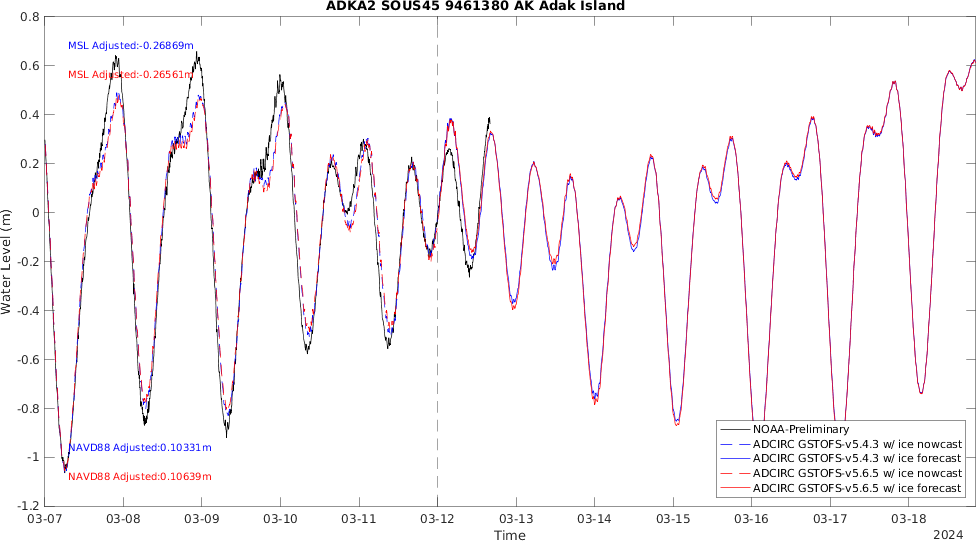 ADKA2 SOUS45 9461380 AK Adak Island
0.8
0.6
0.4
0.2
0
-0.2
-0.4
-0.6
-0.8
-1
-1.2
Water Level (m)
MSL Adjusted:-0.26869m
MSL Adjusted:-0.26561m
NAVD88 Adjusted:0.10331m
NAVD88 Adjusted:0.10639m
NOAA-Preliminary
ADCIRC GSTOFS-v5.4.3 w/ ice nowcast
ADCIRC GSTOFS-v5.4.3 w/ ice forecast
ADCIRC GSTOFS-v5.6.5 w/ ice nowcast
ADCIRC GSTOFS-v5.6.5 w/ ice forecast
03-07 03-08 03-09 03-10 03-11 03-12 03-13 03-14 03-15 03-16 03-17 03-18
Time
2024